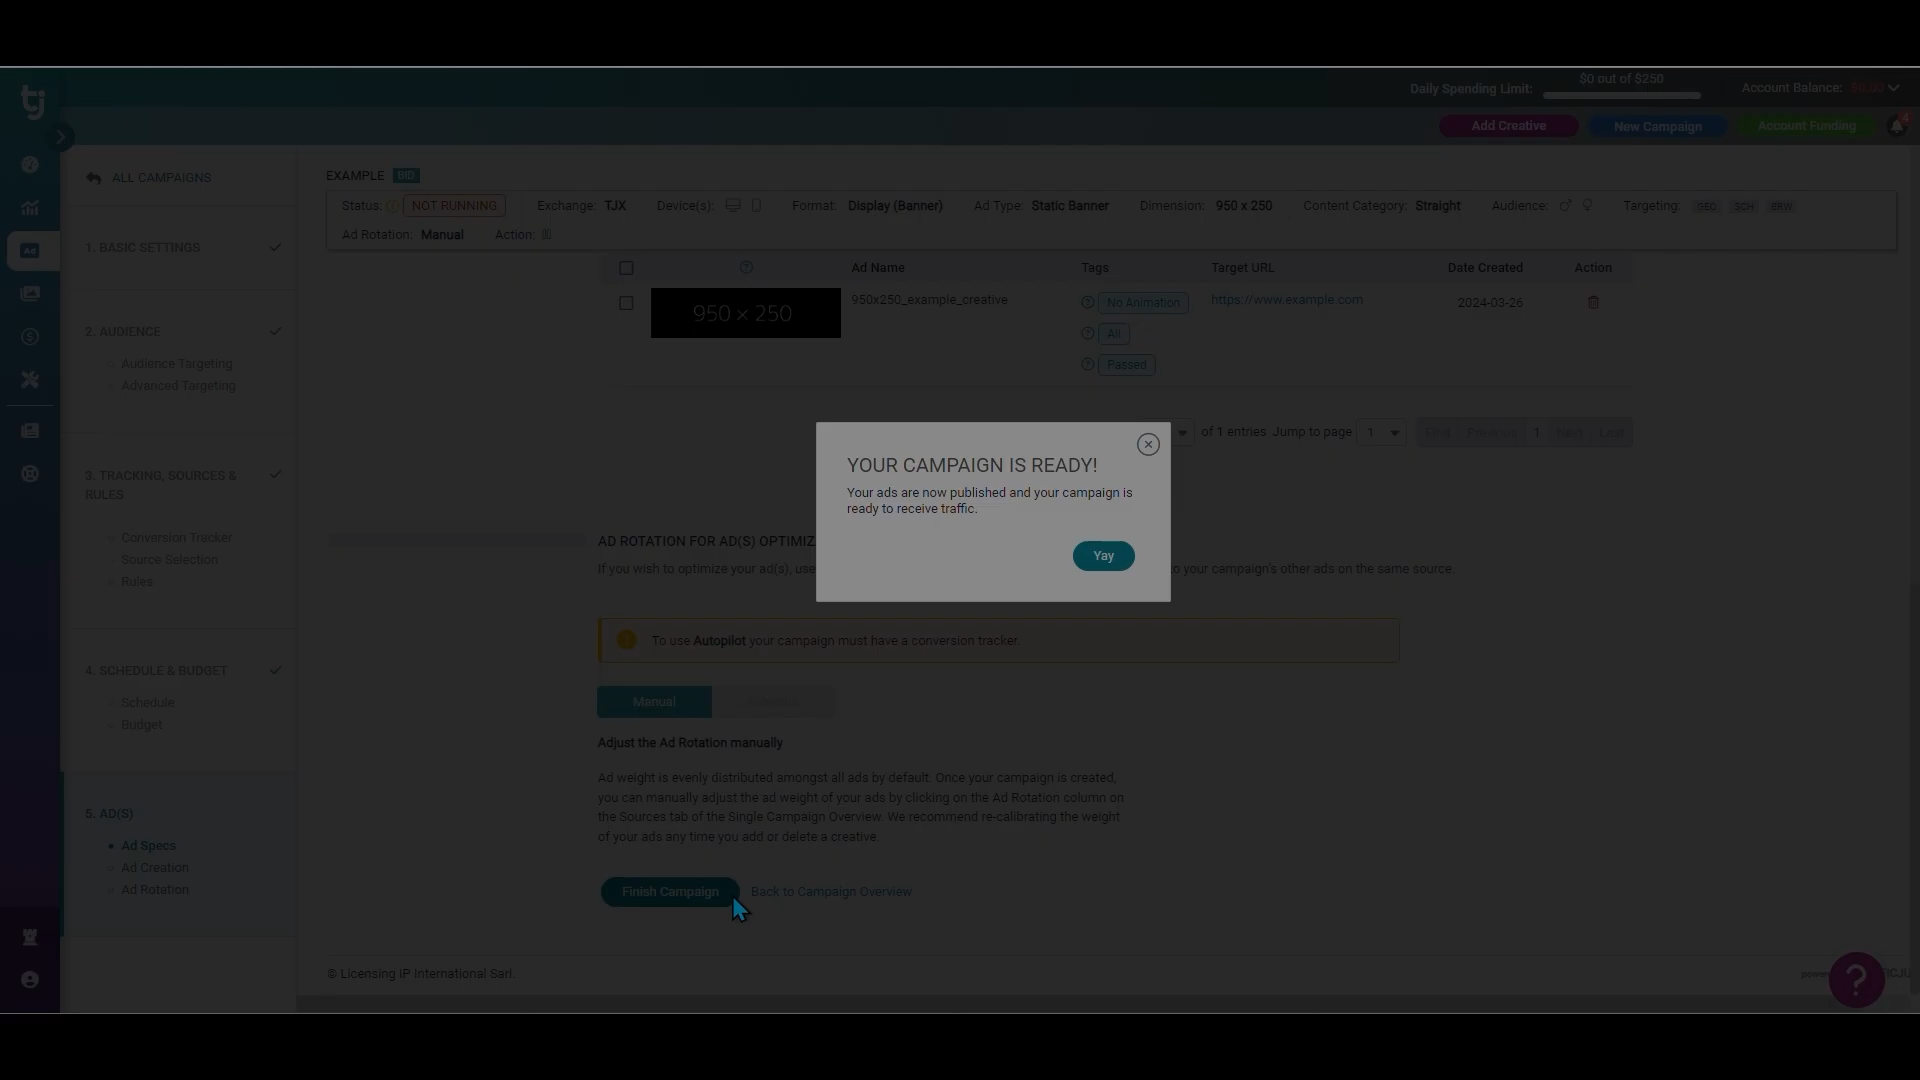 tj
Daily Spending Limit:
$0 out of $250
Account Balance: $0.00
Add Creative
New Campaign
Account Funding
4
ALL CAMPAIGNS
1. BASIC SETTINGS
2. AUDIENCE
Audience Targeting
Advanced Targeting
3. TRACKING, SOURCES &
RULES
Conversion Tracker
Source Selection
Rules
4. SCHEDULE & BUDGET
Schedule
Budget
5. AD(S)
Ad Specs
Ad Creation
Ad Rotation
EXAMPLE BID
Status: NOT RUNNING Exchange: TJX Device(s): Format: Display (Banner) Ad Type: Static Banner Dimension: 950 x 250 Content Category: Straight Audience: Targeting: GEO SCH BRW
Ad Rotation: Manual Action:
Ad Name Tags Target URL Date Created Action
950 × 250
950x250_example_creative
No Animation
https://www.example.com
2024-03-26
All
Passed
of 1 entries Jump to page 1 First Previous 1 Next Last
YOUR CAMPAIGN IS READY!
Your ads are now published and your campaign is
ready to receive traffic.
Yay
AD ROTATION FOR AD(S) OPTIMIZ
If you wish to optimize your ad(s), use
o your campaign's other ads on the same source.
To use Autopilot your campaign must have a conversion tracker.
Manual
Adjust the Ad Rotation manually
Ad weight is evenly distributed amongst all ads by default. Once your campaign is created,
you can manually adjust the ad weight of your ads by clicking on the Ad Rotation column on
the Sources tab of the Single Campaign Overview. We recommend re-calibrating the weight
of your ads any time you add or delete a creative.
Finish Campaign
Back to Campaign Overview
© Licensing IP International Sarl.